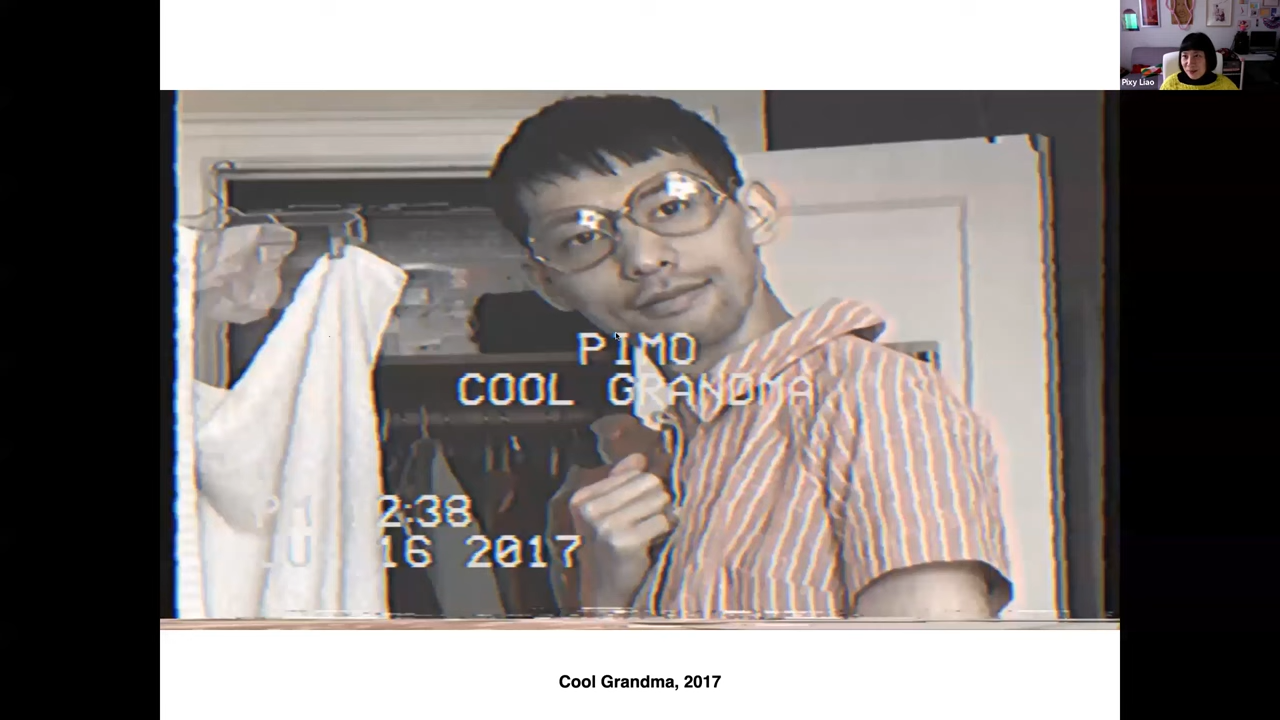 Pixy Liao
PIMO
COOL GRANDMA
2:38
16 2017
Cool Grandma, 2017